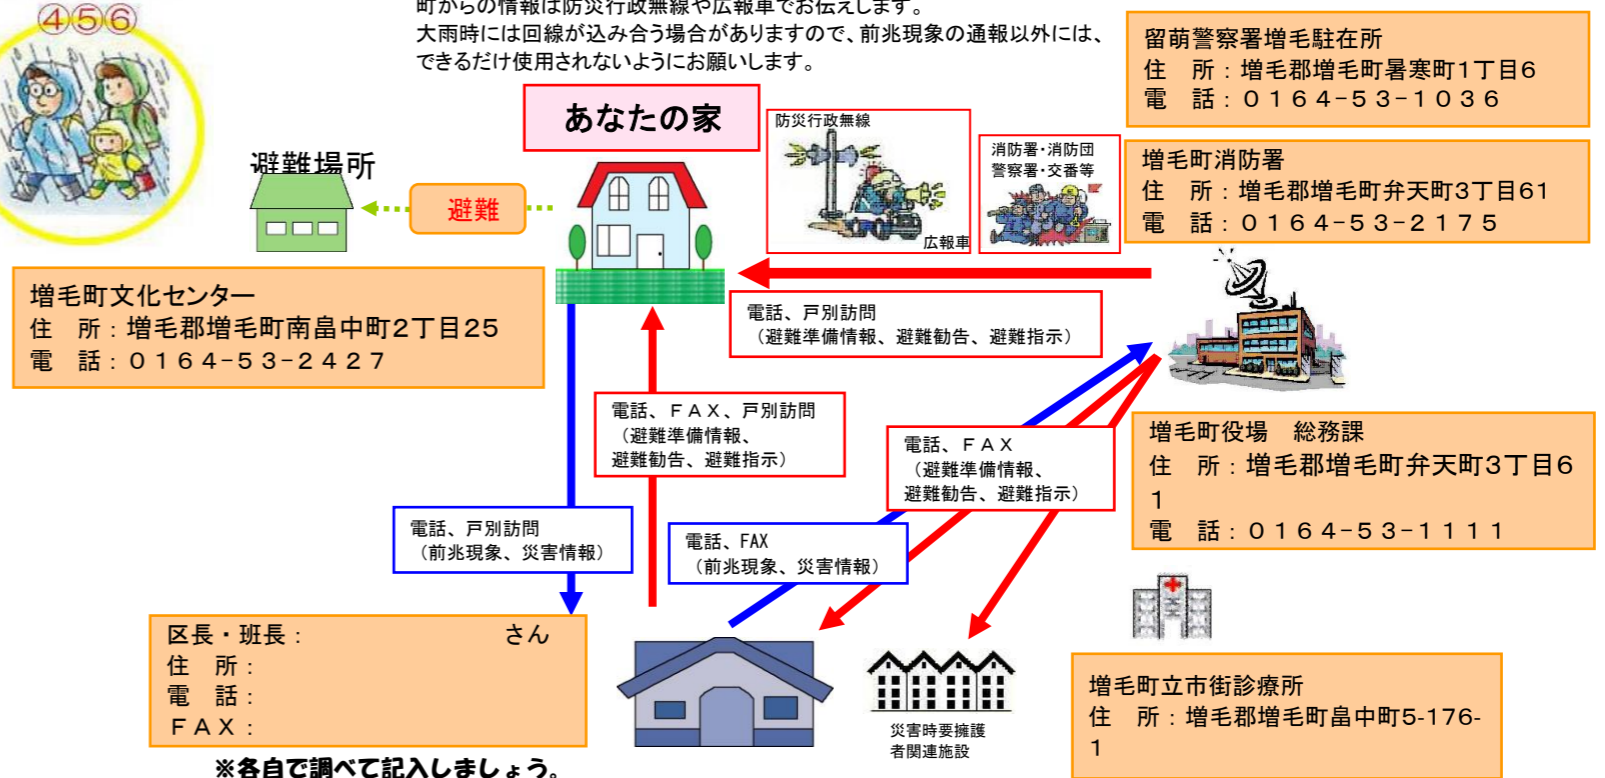 ④⑤⑥
町からの情報は防災行政無線や広報車でお伝えします。
大雨時には回線が込み合う場合がありますので、前兆現象の通報以外には、
できるだけ使用されないようにお願いします。
留萌警察署増毛駐在所
住　所：増毛郡増毛町暑寒町1丁目6
電　話：０１６４-５３-１０３６
あなたの家
防災行政無線
広報車
消防署・消防団
警察署・交番等
増毛町消防署
住　所：増毛郡増毛町弁天町3丁目61
電　話：０１６４-５３-２１７５
避難場所
避難
増毛町文化センター
住　所：増毛郡増毛町南畠中町2丁目25
電　話：０１６４-５３-２４２７
電話、戸別訪問
（避難準備情報、避難勧告、避難指示）
電話、ＦＡＸ、戸別訪問
（避難準備情報、
避難勧告、避難指示）
電話、ＦＡＸ
（避難準備情報、
避難勧告、避難指示）
増毛町役場　総務課
住　所：増毛郡増毛町弁天町3丁目6
1
電　話：０１６４-５３-１１１１
電話、戸別訪問
（前兆現象、災害情報）
電話、FAX
（前兆現象、災害情報）
区長・班長：　　　　　　　　さん
住　所：
電　話：
ＦＡＸ：
※各自で調べて記入しましょう。
災害時要擁護
者関連施設
増毛町立市街診療所
住　所：増毛郡増毛町畠中町5-176-
1